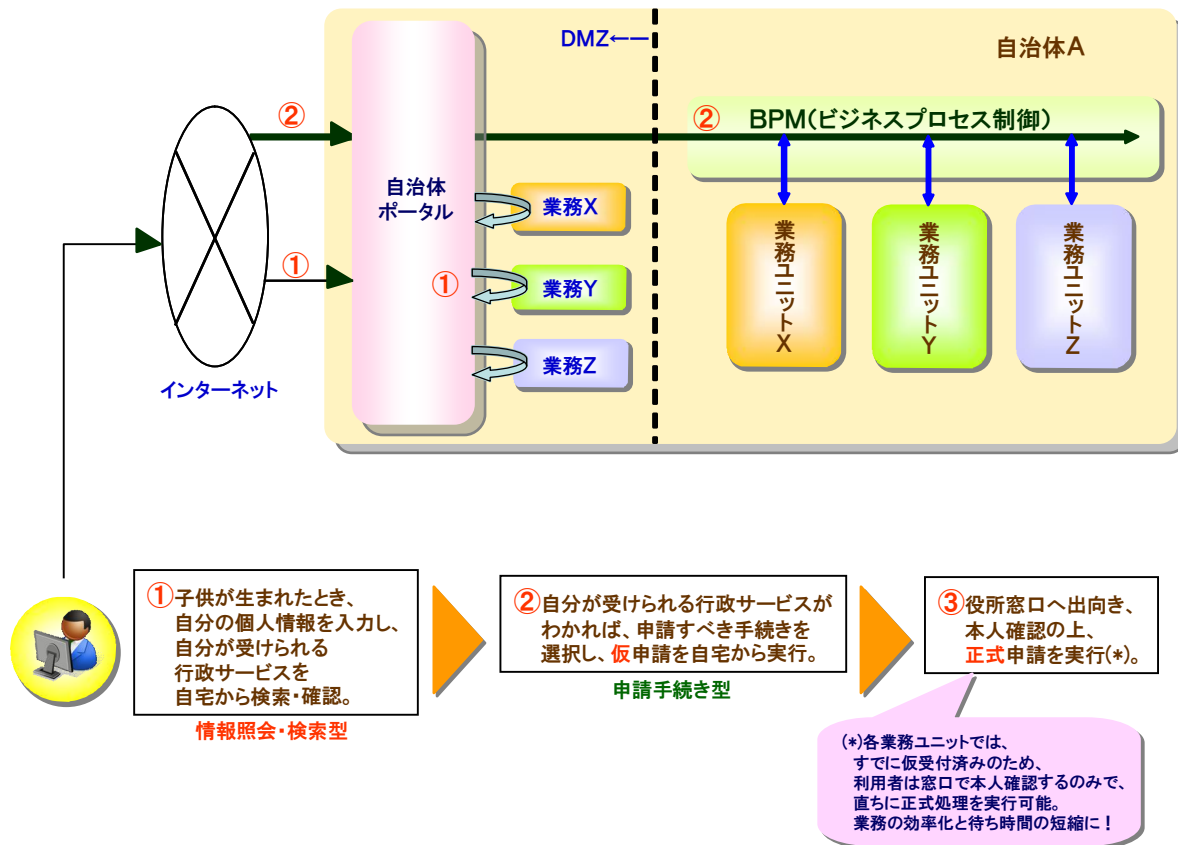 DMZ←―
自治体A
②
②
BPM(ビジネスプロセス制御)
自治体
ポータル
業務X
業務ユニットX
業務ユニットY
業務ユニットZ
①
①
業務Y
業務Z
インターネット
①子供が生まれたとき、
自分の個人情報を入力し、
自分が受けられる
行政サービスを
自宅から検索・確認。
情報照会・検索型
②自分が受けられる行政サービスが
わかれば、申請すべき手続きを
選択し、仮申請を自宅から実行。
申請手続き型
③役所窓口へ出向き、
本人確認の上、
正式申請を実行(*)。
(*)各業務ユニットでは、
すでに仮受付済みのため、
利用者は窓口で本人確認するのみで、
直ちに正式処理を実行可能。
業務の効率化と待ち時間の短縮に!